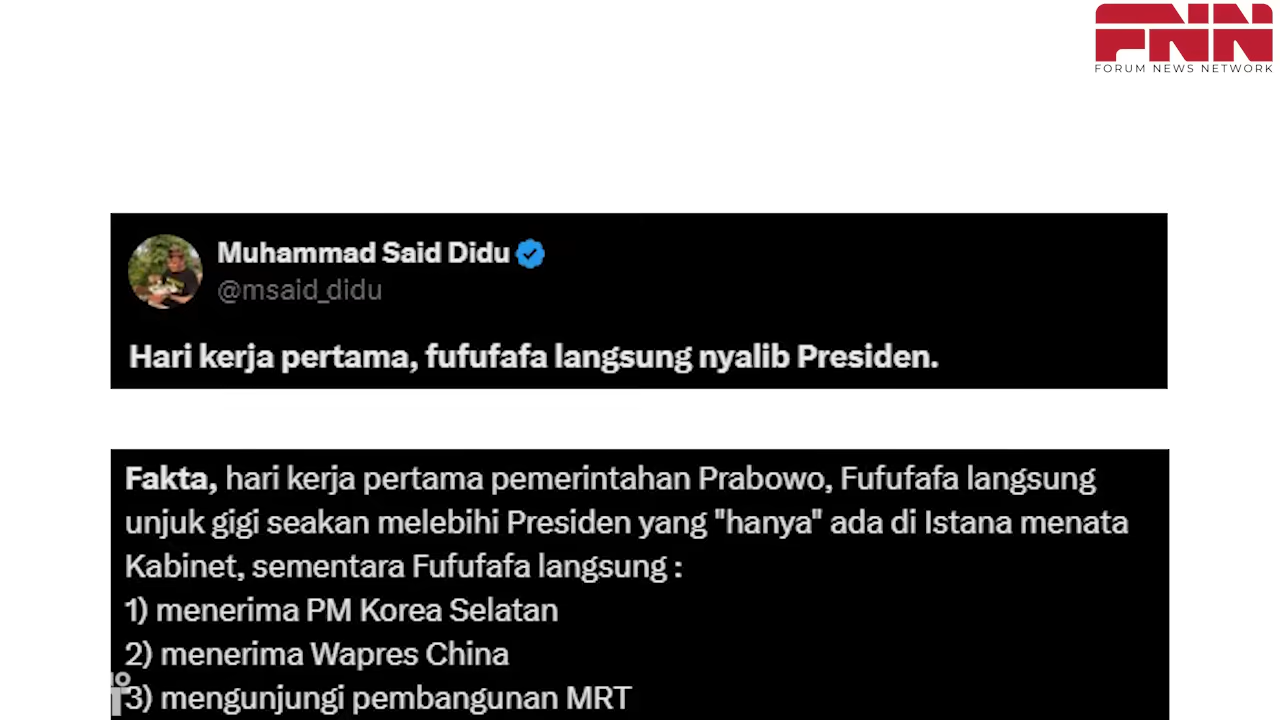 FNN
FORUM NEWS NETWORK
Muhammad Said Didu
@msaid_didu
Hari kerja pertama, fufufafa langsung nyalib Presiden.
Fakta, hari kerja pertama pemerintahan Prabowo, Fufufafa langsung
unjuk gigi seakan melebihi Presiden yang "hanya" ada di Istana menata
Kabinet, sementara Fufufafa langsung :
1) menerima PM Korea Selatan
2) menerima Wapres China
3) mengunjungi pembangunan MRT